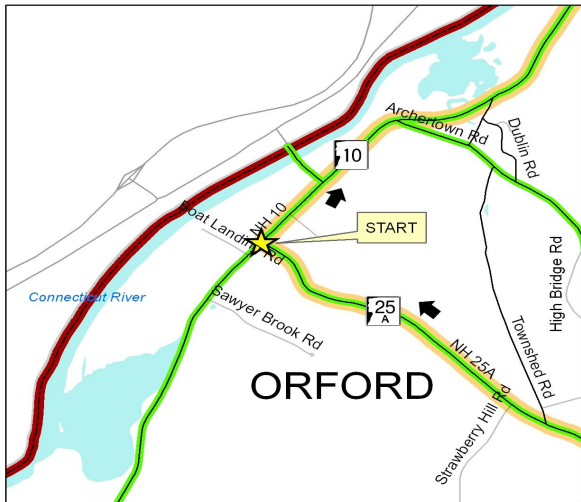 Archertown Rd
Dublin Rd
10
NH 10
Boat Landing Rd
START
High Bridge Rd
Connecticut River
25
A
Sawyer Brook Rd
Townshed Rd
NH 25A
ORFORD
Strawberry Hill Rd